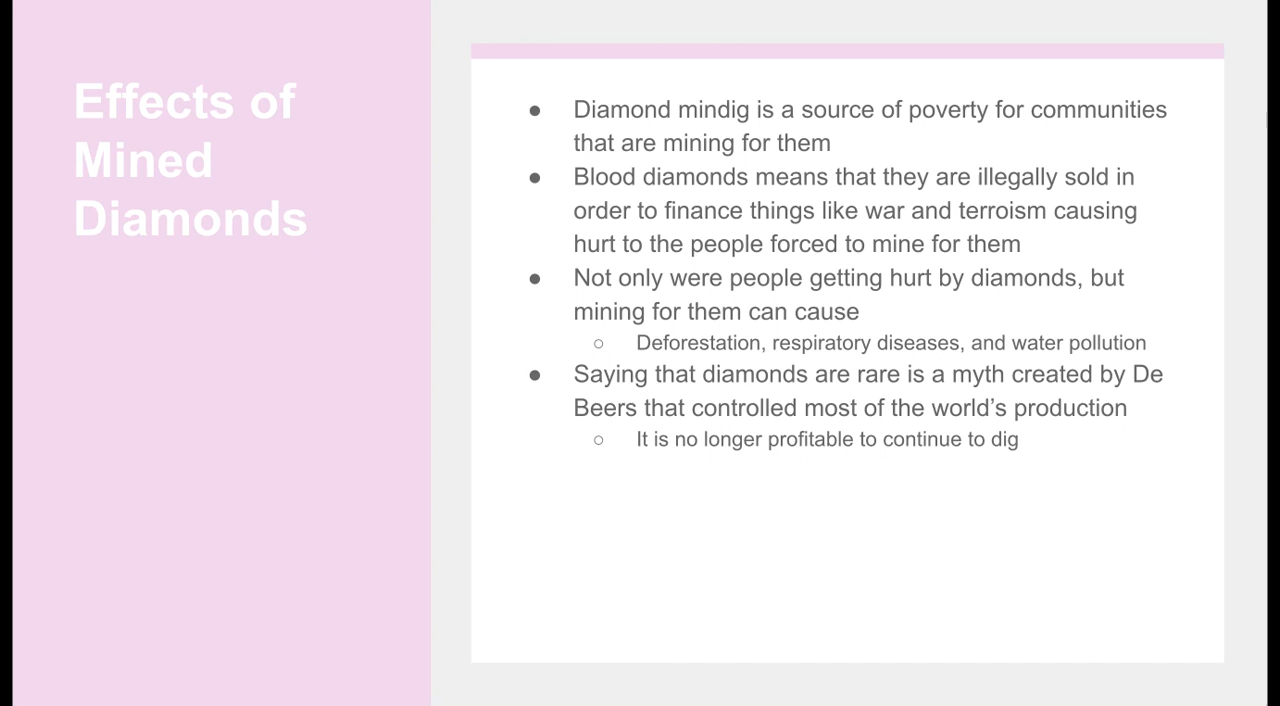 Effects of
Mined
Diamonds
● Diamond mindig is a source of poverty for communities
that are mining for them
● Blood diamonds means that they are illegally sold in
order to finance things like war and terroism causing
hurt to the people forced to mine for them
● Not only were people getting hurt by diamonds, but
mining for them can cause
○ Deforestation, respiratory diseases, and water pollution
● Saying that diamonds are rare is a myth created by De
Beers that controlled most of the world’s production
○ It is no longer profitable to continue to dig